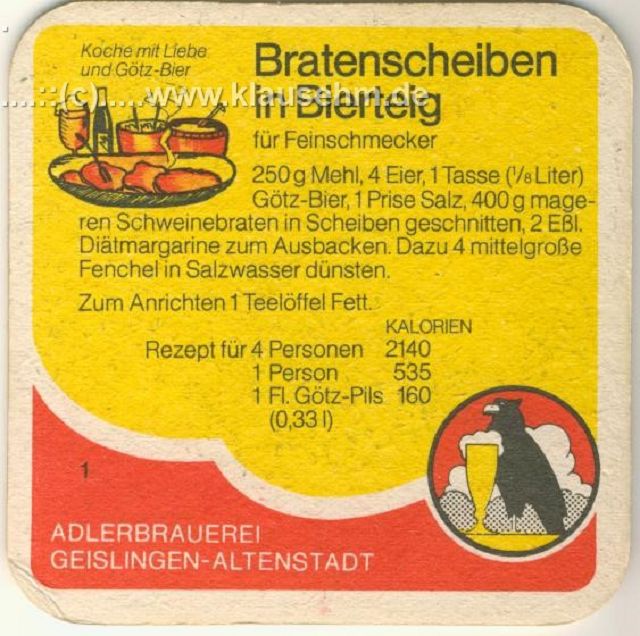 Koche mit Liebe
und Götz-Bier
Bratenscheiben
in Bierteig
....::(c).....www.klausehm.de
für Feinschmecker
250 g Mehl, 4 Eier, 1 Tasse (⅛ Liter)
Götz-Bier, 1 Prise Salz, 400 g mage-
ren Schweinebraten in Scheiben geschnitten, 2 Eßl.
Diätmargarine zum Ausbacken. Dazu 4 mittelgroße
Fenchel in Salzwasser dünsten.
Zum Anrichten 1 Teelöffel Fett.
KALORIEN
Rezept für 4 Personen 2140
1 Person 535
1 Fl. Götz-Pils 160
(0,33 l)
1
ADLERBRAUEREI
GEISLINGEN-ALTENSTADT